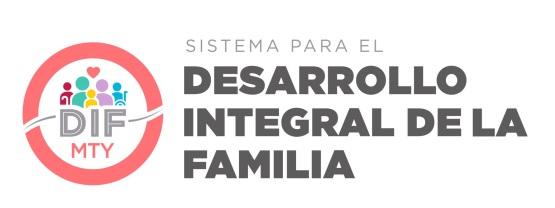 DIF
MTY
SISTEMA PARA EL
DESARROLLO
INTEGRAL DE LA
FAMILIA